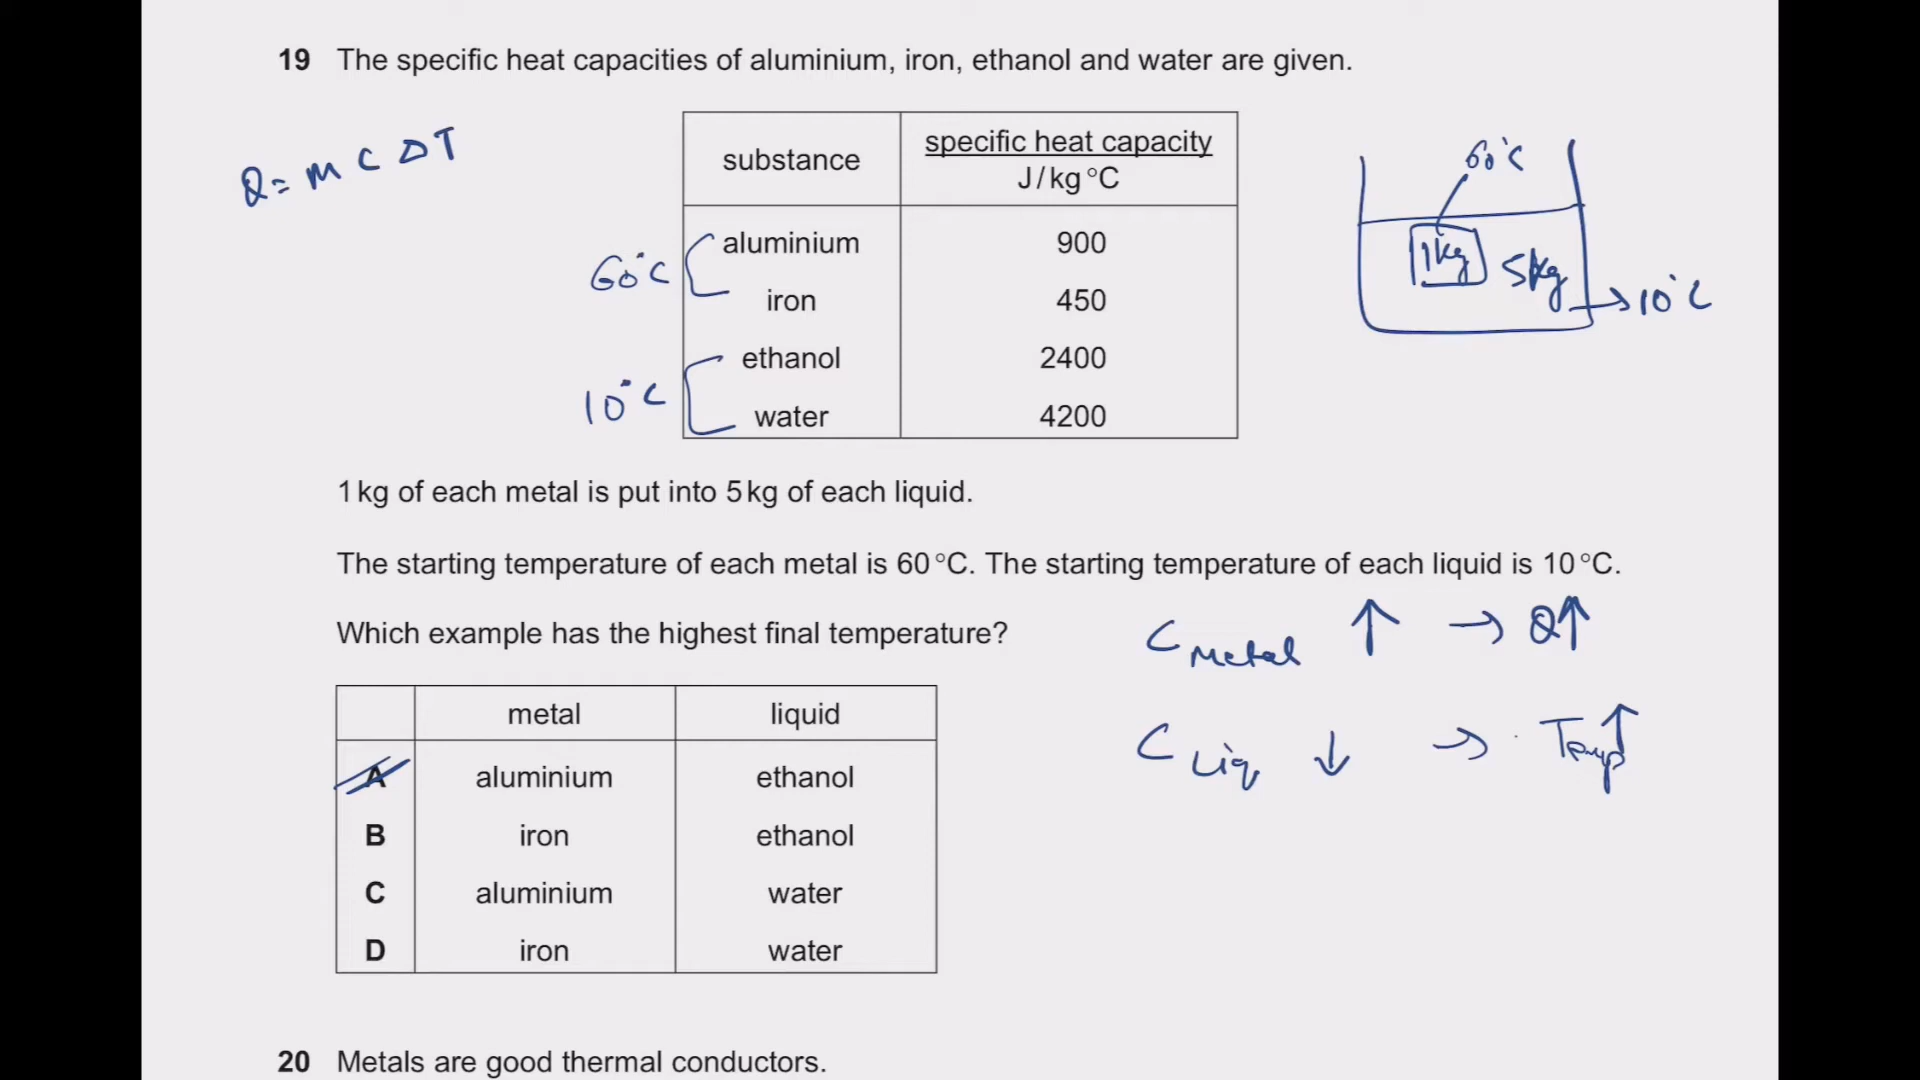 19 The specific heat capacities of aluminium, iron, ethanol and water are given.
Q = m C Δ T
substance specific heat capacity J/kg °C
60°C
aluminium 900
iron 450
60°C
1kg 5kg
10°C
ethanol 2400
10°C
water 4200
1 kg of each metal is put into 5 kg of each liquid.
The starting temperature of each metal is 60 °C. The starting temperature of each liquid is 10 °C.
Which example has the highest final temperature?
C Metal ↑ → Q↑
C Liq ↓ → Temp↑
metal liquid
A aluminium ethanol
B iron ethanol
C aluminium water
D iron water
20 Metals are good thermal conductors.